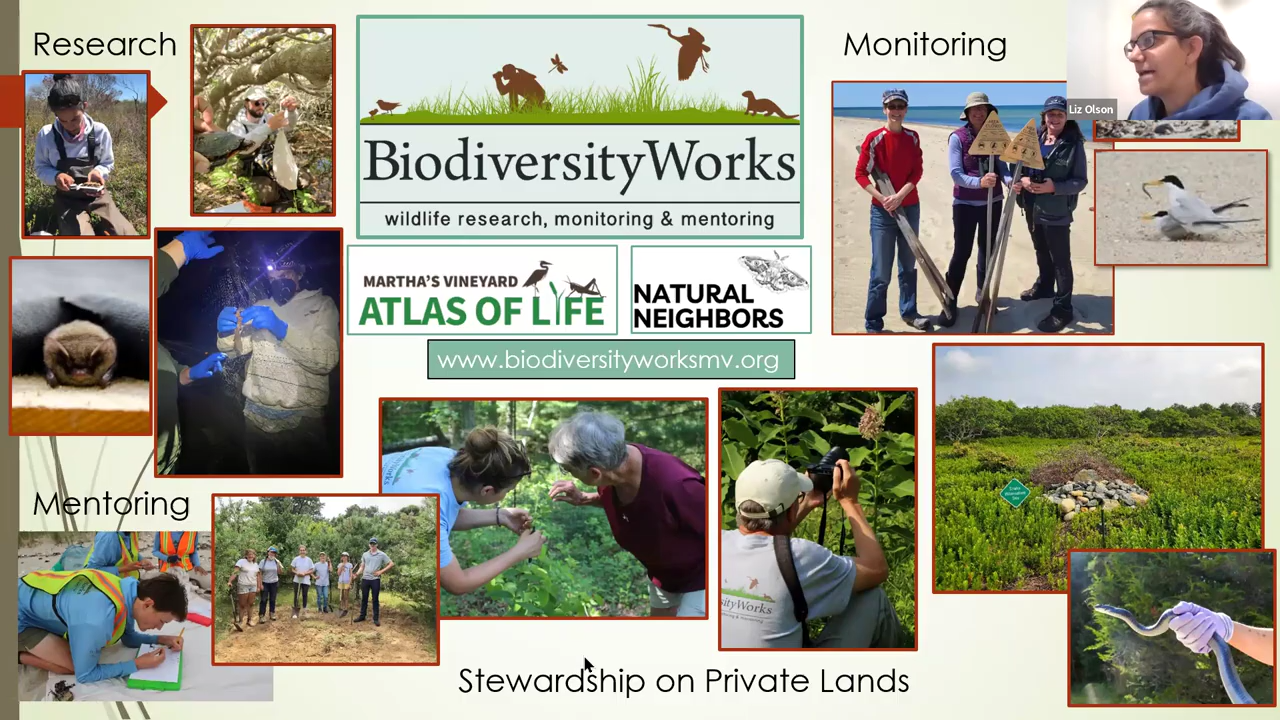 Research
Monitoring
Liz Olson
BiodiversityWorks
wildlife research, monitoring & mentoring
MARTHA'S VINEYARD
ATLAS OF LIFE
NATURAL
NEIGHBORS
www.biodiversityworksmv.org
Mentoring
Works
Stewardship on Private Lands